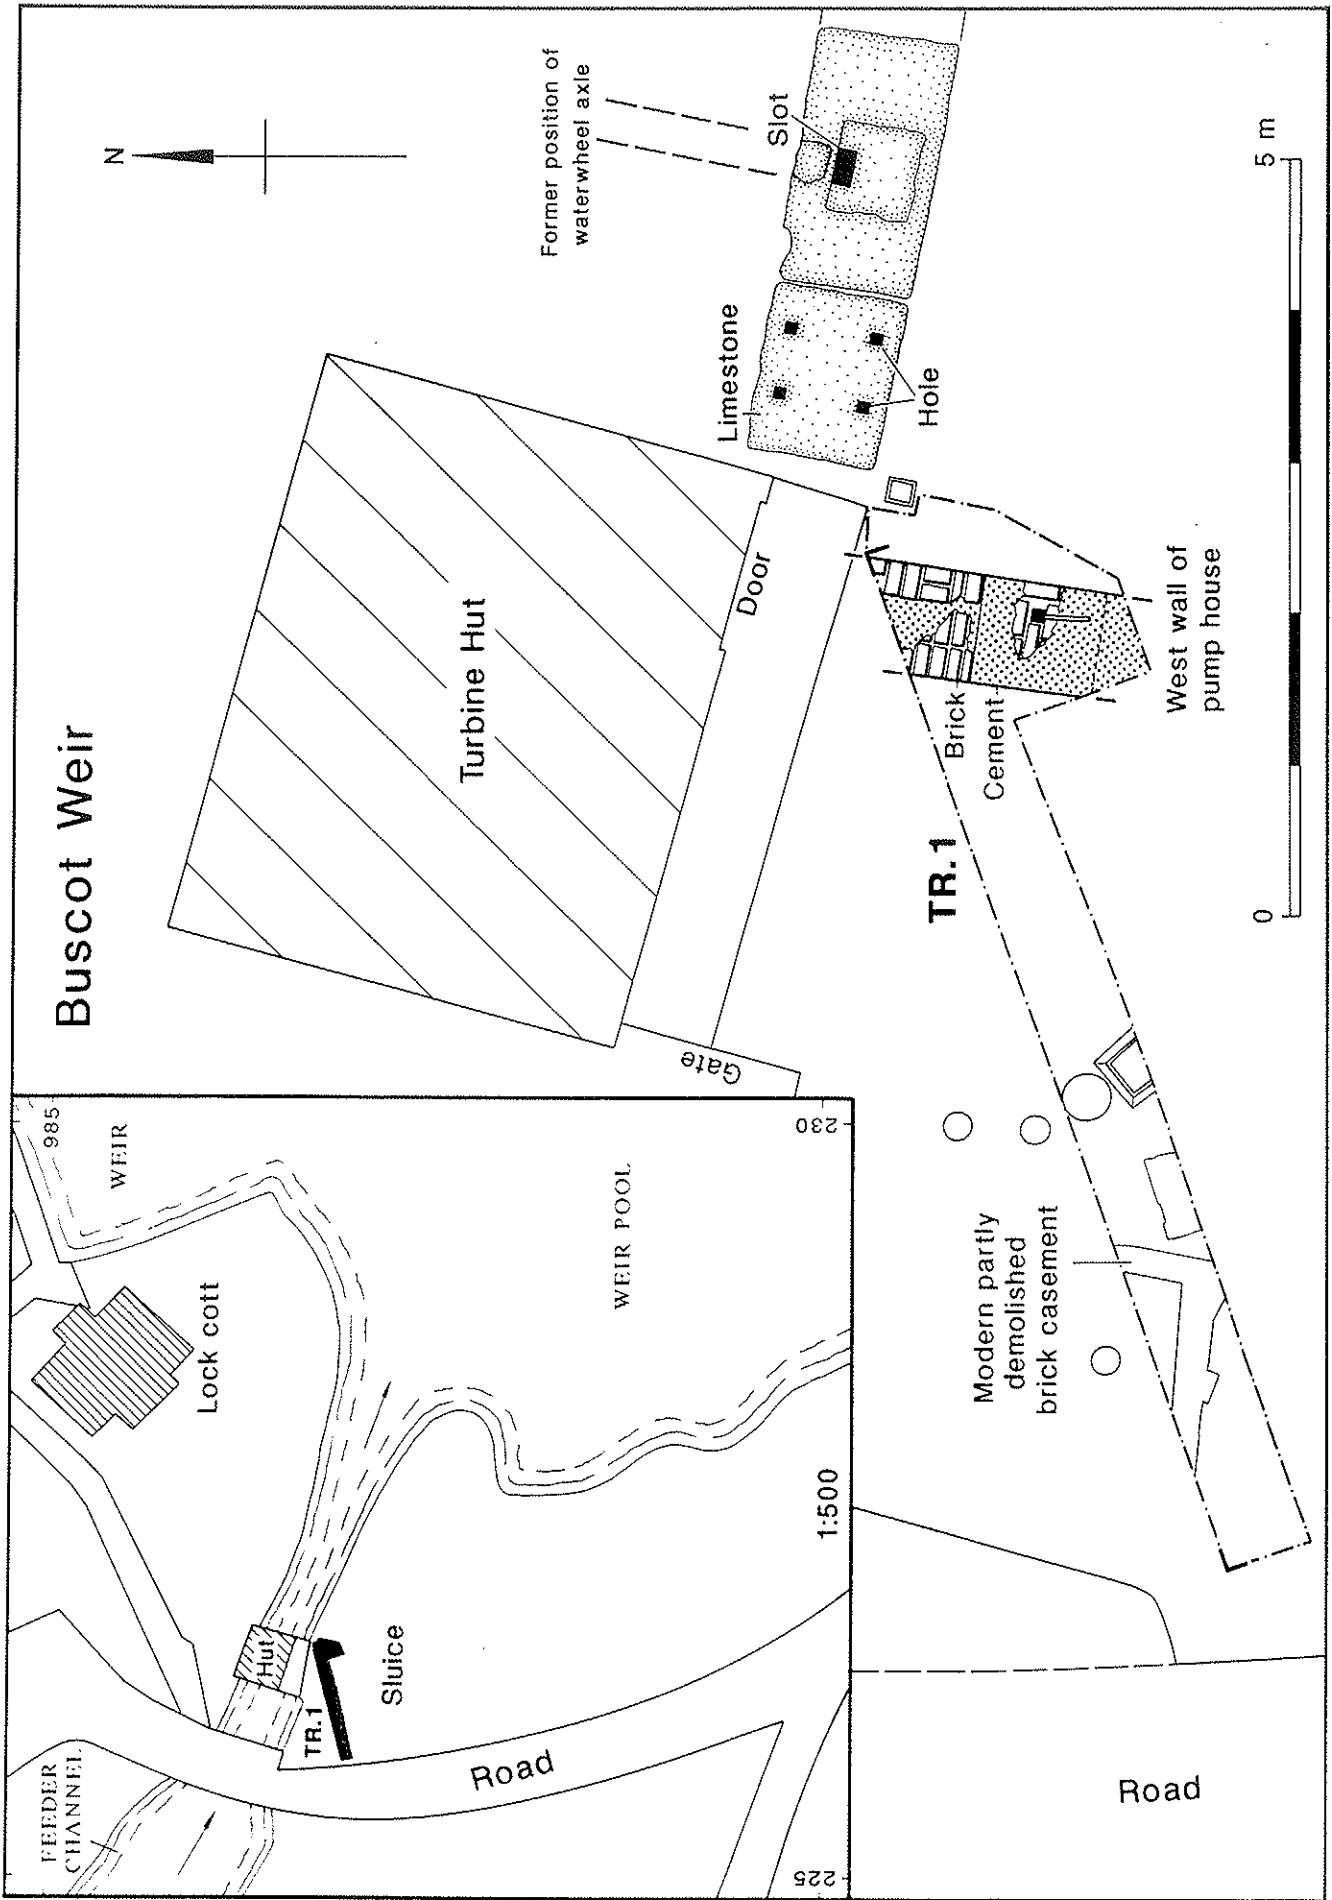 Buscot Weir
N
Former position of
waterwheel axle
Slot
Limestone
Hole
Turbine Hut
Door
Gate
Brick
Cement
West wall of
pump house
TR.1
Modern partly
demolished
brick casement
Road
0
5 m
985
WEIR
Lock cott
WEIR POOL
230
1:500
Hut
TR.1
Sluice
Road
FEEDER
CHANNEL
225